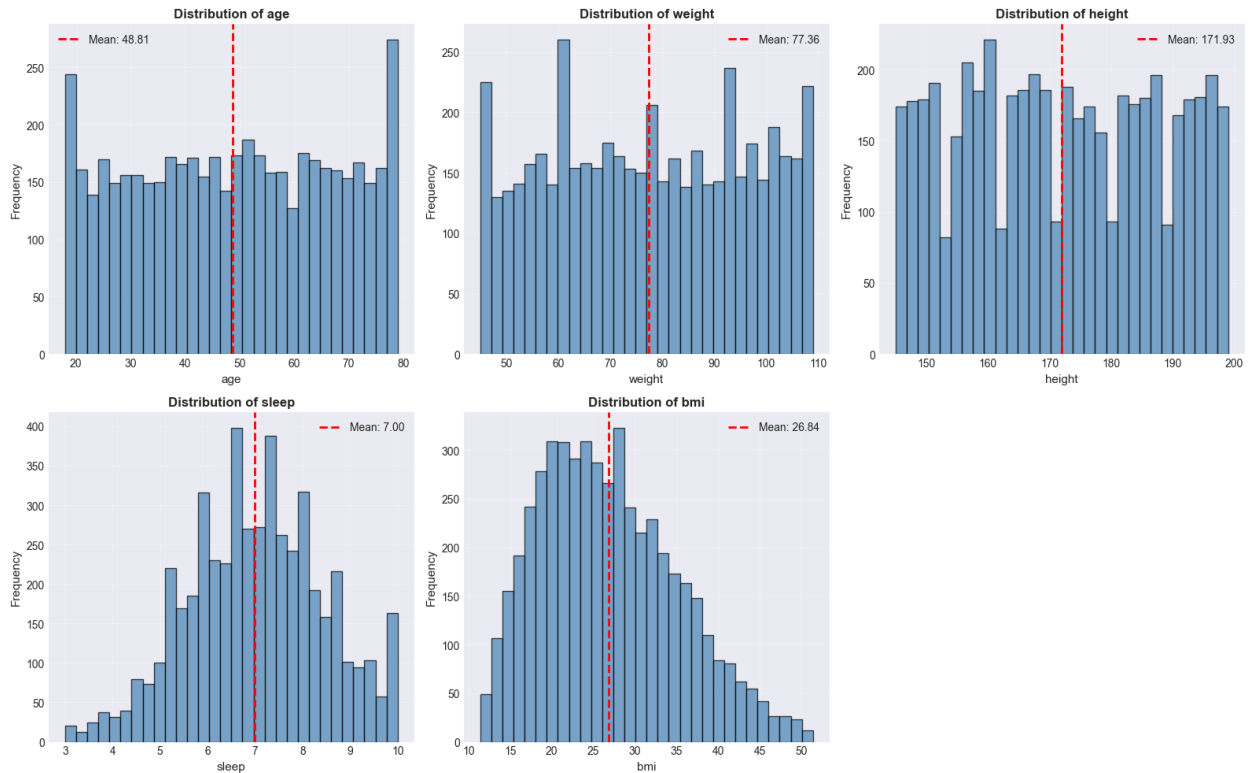 Distribution of age
Mean: 48.81
250
200
150
100
50
0
Frequency
20 30 40 50 60 70 80
age
Distribution of weight
Mean: 77.36
250
200
150
100
50
0
Frequency
50 60 70 80 90 100 110
weight
Distribution of height
Mean: 171.93
200
150
100
50
0
Frequency
150 160 170 180 190 200
height
Distribution of sleep
Mean: 7.00
400
350
300
250
200
150
100
50
0
Frequency
3 4 5 6 7 8 9 10
sleep
Distribution of bmi
Mean: 26.84
300
250
200
150
100
50
0
Frequency
10 15 20 25 30 35 40 45 50
bmi